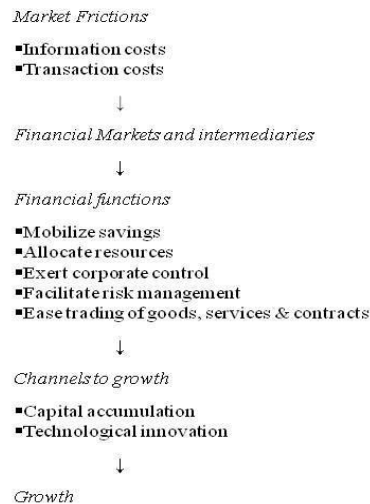 Market Frictions
▪Information costs
▪Transaction costs
↓
Financial Markets and intermediaries
↓
Financial functions
▪Mobilize savings
▪Allocate resources
▪Exert corporate control
▪Facilitate risk management
▪Ease trading of goods, services & contracts
↓
Channels to growth
▪Capital accumulation
▪Technological innovation
↓
Growth